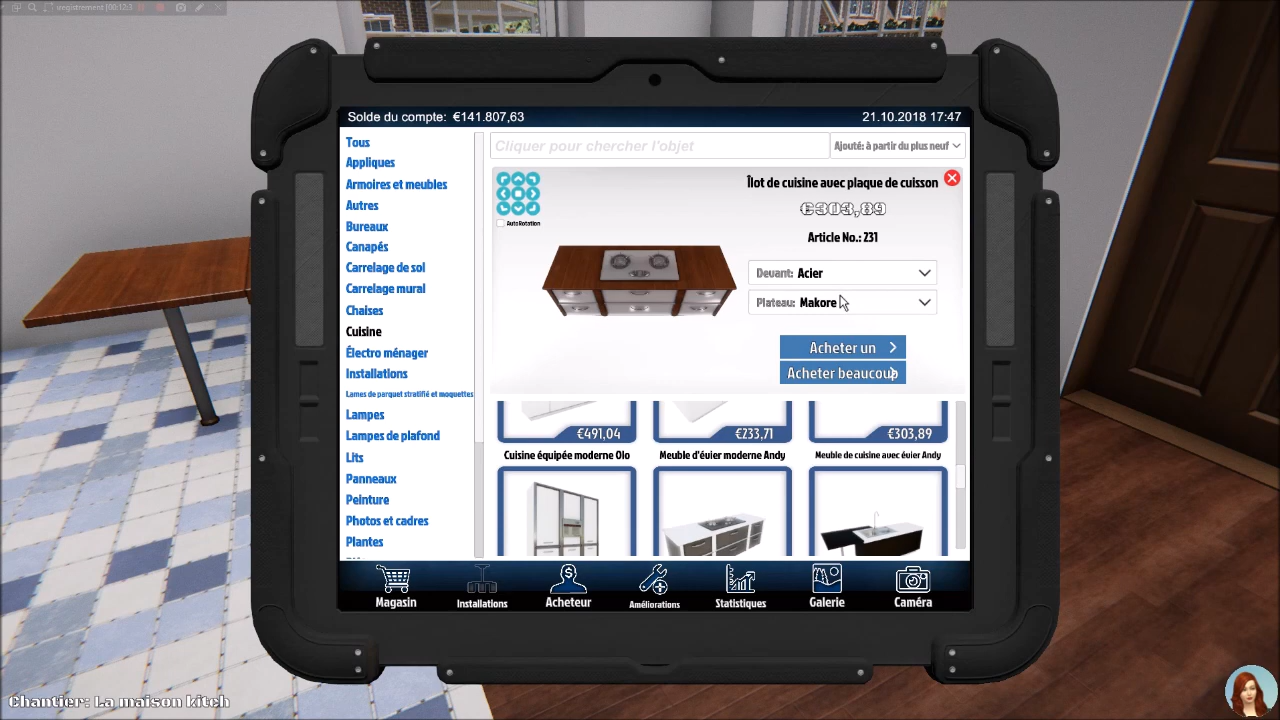 Enregistrement [00:12:3
Solde du compte: €141.807,63
21.10.2018 17:47
Tous
Appliques
Armoires et meubles
Autres
Bureaux
Canapés
Carrelage de sol
Carrelage mural
Chaises
Cuisine
Électro ménager
Installations
Lames de parquet stratifié et moquettes
Lampes
Lampes de plafond
Lits
Panneaux
Peinture
Photos et cadres
Plantes
Cliquer pour chercher l'objet
Ajouté: à partir du plus neuf
AutoRotation
Îlot de cuisine avec plaque de cuisson
€303,89
Article No.: 231
Devant: Acier
Plateau: Makore
Acheter un
Acheter beaucoup
€491,04
€233,71
€303,89
Cuisine équipée moderne Olo
Meuble d'évier moderne Andy
Meuble de cuisine avec évier Andy
Magasin
Installations
Acheteur
Améliorations
Statistiques
Galerie
Caméra
Chantier: La maison kitch